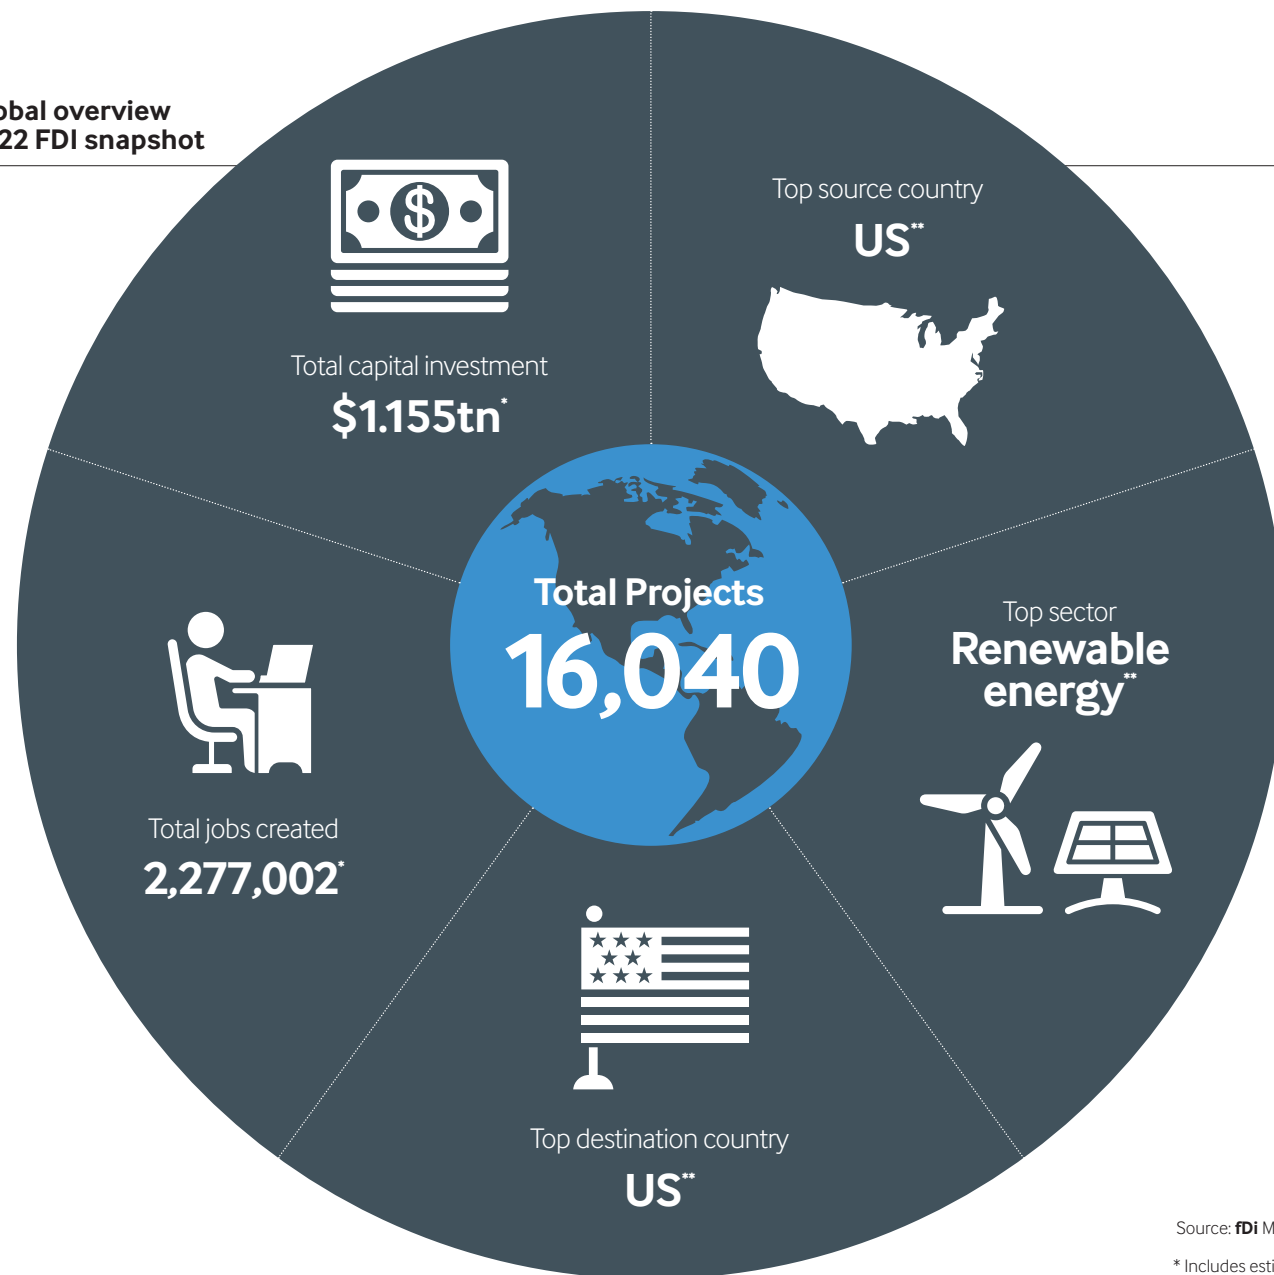 obal overview
22 FDI snapshot
Total capital investment
$1.155tn*
Top source country
US**
Total Projects
16,040
Top sector
Renewable
energy**
Total jobs created
2,277,002*
Top destination country
US**
Source: fDi M
* Includes esti